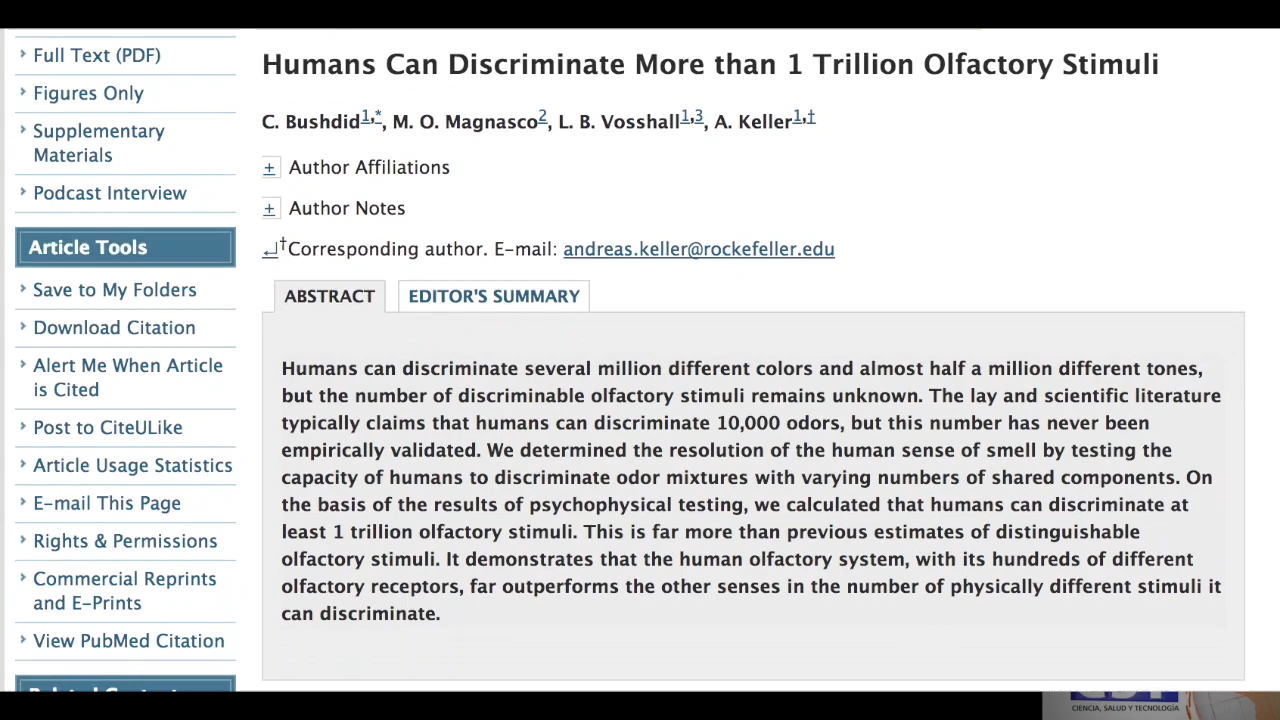 Full Text (PDF)
Figures Only
Supplementary
Materials
Podcast Interview
Article Tools
Save to My Folders
Download Citation
Alert Me When Article
is Cited
Post to CiteULike
Article Usage Statistics
E-mail This Page
Rights & Permissions
Commercial Reprints
and E-Prints
View PubMed Citation
Humans Can Discriminate More than 1 Trillion Olfactory Stimuli
C. Bushdid1,*, M. O. Magnasco2, L. B. Vosshall1,3, A. Keller1,†
+ Author Affiliations
+ Author Notes
↵†Corresponding author. E-mail: andreas.keller@rockefeller.edu
ABSTRACT EDITOR'S SUMMARY
Humans can discriminate several million different colors and almost half a million different tones,
but the number of discriminable olfactory stimuli remains unknown. The lay and scientific literature
typically claims that humans can discriminate 10,000 odors, but this number has never been
empirically validated. We determined the resolution of the human sense of smell by testing the
capacity of humans to discriminate odor mixtures with varying numbers of shared components. On
the basis of the results of psychophysical testing, we calculated that humans can discriminate at
least 1 trillion olfactory stimuli. This is far more than previous estimates of distinguishable
olfactory stimuli. It demonstrates that the human olfactory system, with its hundreds of different
olfactory receptors, far outperforms the other senses in the number of physically different stimuli it
can discriminate.
CIENCIA, SALUD Y TECNOLOGÍA